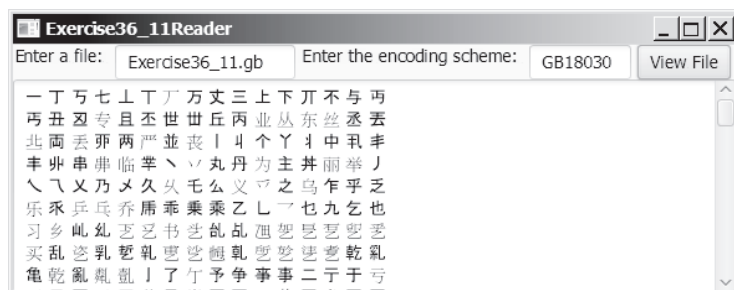 Exercise36_11Reader
Enter a file: Exercise36_11.gb Enter the encoding scheme: GB18030 View File
一丁丂七丄丅丆万丈三上下丌不与丏
丐丑丒专且丕世丗丘丙业丛东丝丞丟
丠両丢丣两严並丧丨丩个丫丬中丮丯
丰丱串丳临丵丶丷丸丹为主丼丽举丿
乀乁乂乃乄久乆乇么义乊之乌乍乎乏
乐乑乒乓乔乕乖乗乘乙乚乛乜九乞也
习乡乢乣乤乥书乧乨乩乪乫乬乭乮乯
买乱乲乳乴乵乶乷乸乹乺乻乼乽乾乿
亀亁亂亃亄亅了亇予争亊事二亍于亏